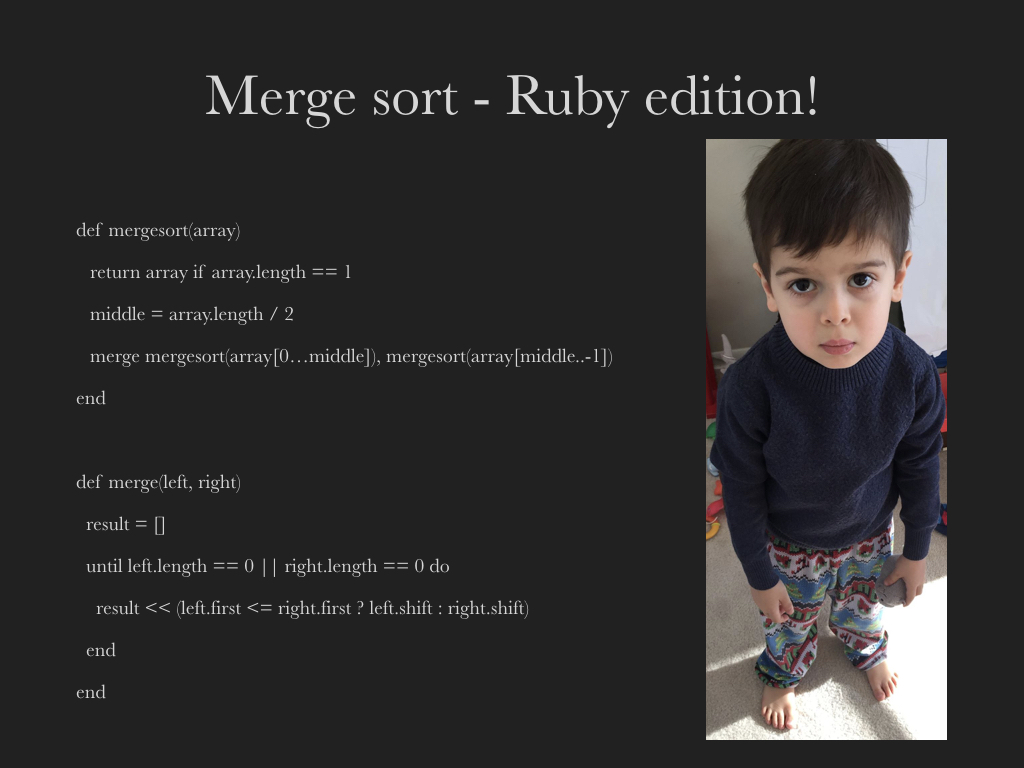 Merge sort - Ruby edition!
def mergesort(array)
return array if array.length == 1
middle = array.length / 2
merge mergesort(array[0…middle]), mergesort(array[middle..-1])
end
def merge(left, right)
result = []
until left.length == 0 || right.length == 0 do
result << (left.first <= right.first ? left.shift : right.shift)
end
end